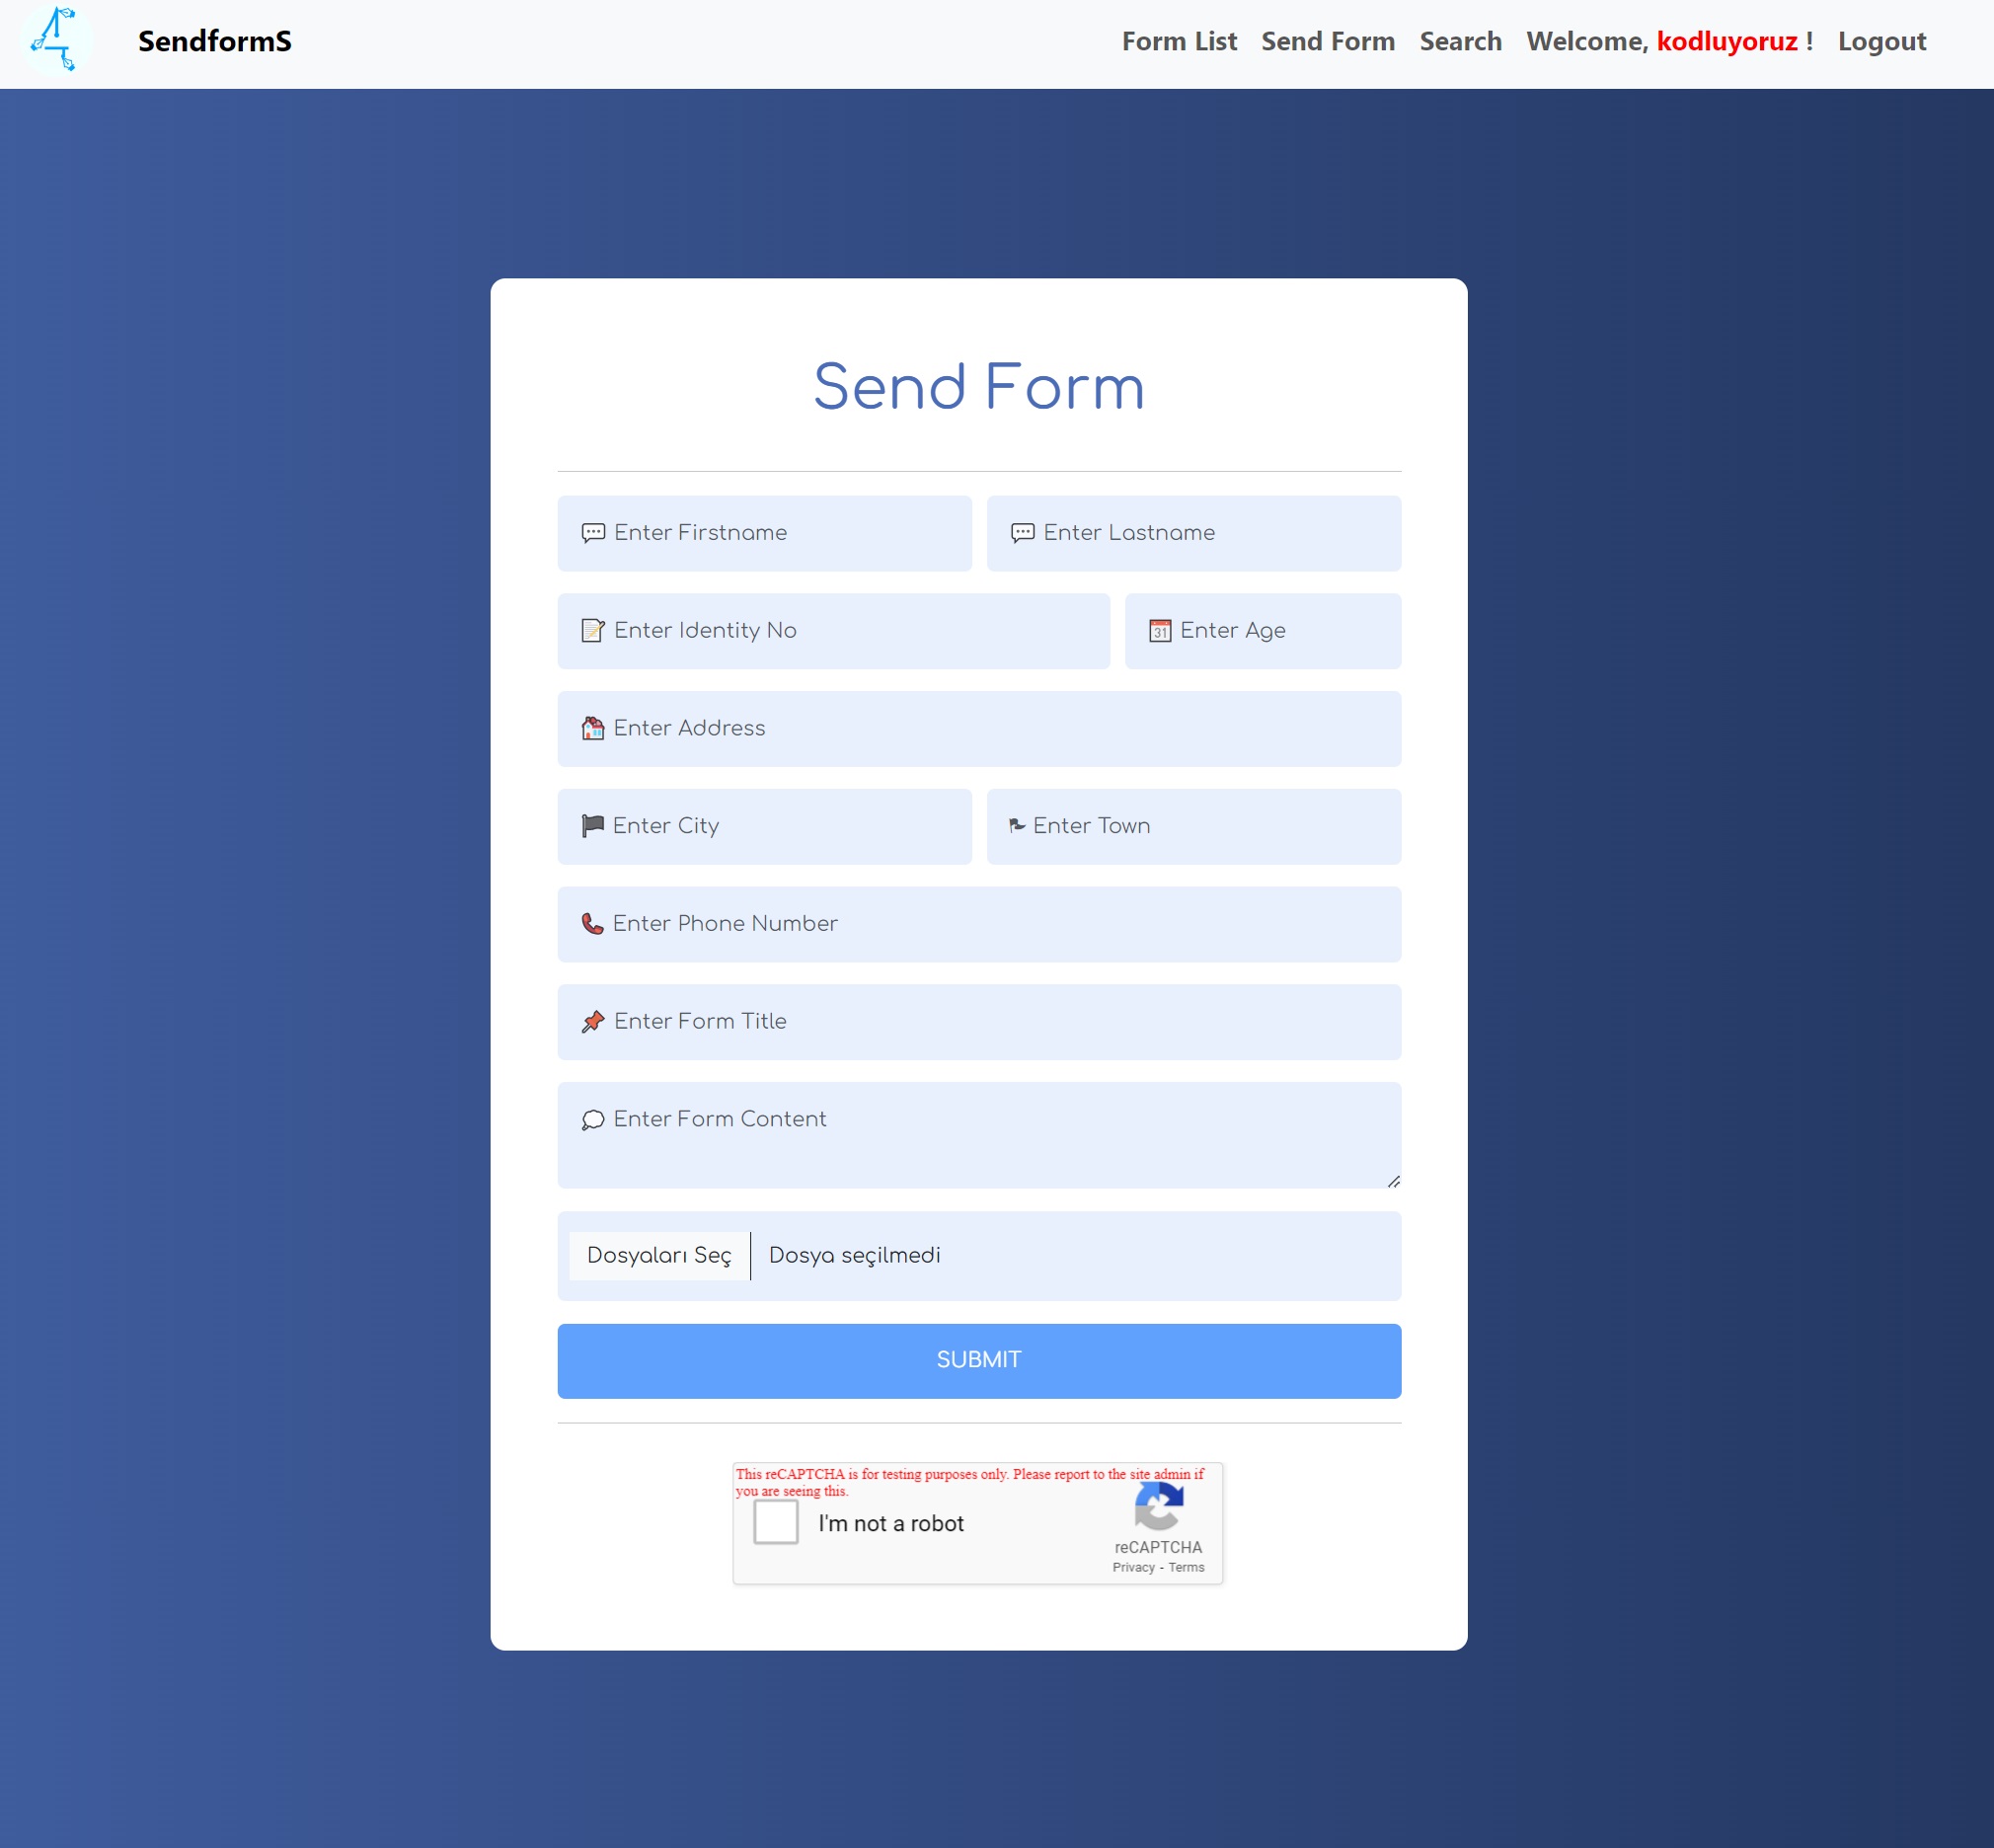 SendformS
Form List Send Form Search Welcome, kodluyoruz ! Logout
Send Form
Enter Firstname
Enter Lastname
Enter Identity No
31 Enter Age
Enter Address
Enter City
Enter Town
Enter Phone Number
Enter Form Title
Enter Form Content
Dosyaları Seç Dosya seçilmedi
SUBMIT
This reCAPTCHA is for testing purposes only. Please report to the site admin if
you are seeing this.
I'm not a robot
reCAPTCHA
Privacy - Terms